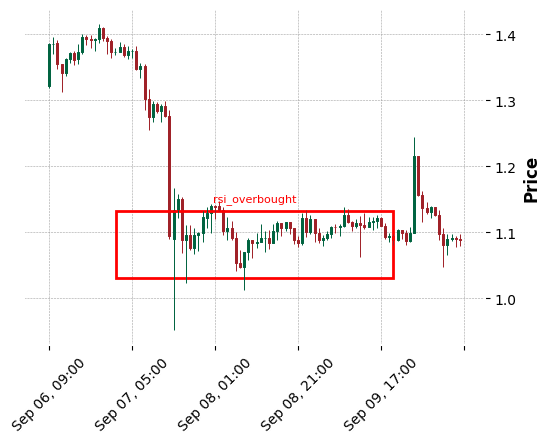 1.4
1.3
1.2
1.1
1.0
Price
rsi_overbought
Sep 06, 09:00
Sep 07, 05:00
Sep 08, 01:00
Sep 08, 21:00
Sep 09, 17:00